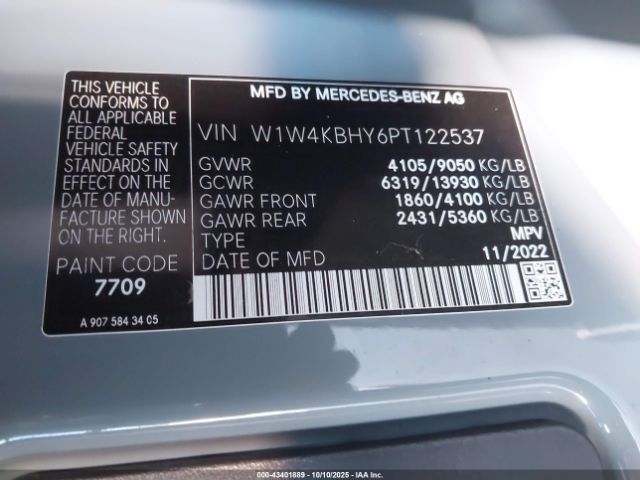 THIS VEHICLE
CONFORMS TO
ALL APPLICABLE
FEDERAL
VEHICLE SAFETY
STANDARDS IN
EFFECT ON THE
DATE OF MANU-
FACTURE SHOWN
ON THE RIGHT.
PAINT CODE
7709
A 907 584 34 05
MFD BY MERCEDES-BENZ AG
VIN W1W4KBHY6PT122537
GVWR 4105/9050 KG/LB
GCWR 6319/13930 KG/LB
GAWR FRONT 1860/4100 KG/LB
GAWR REAR 2431/5360 KG/LB
TYPE MPV
DATE OF MFD 11/2022
000-43401889 - 10/10/2025 - IAA Inc.